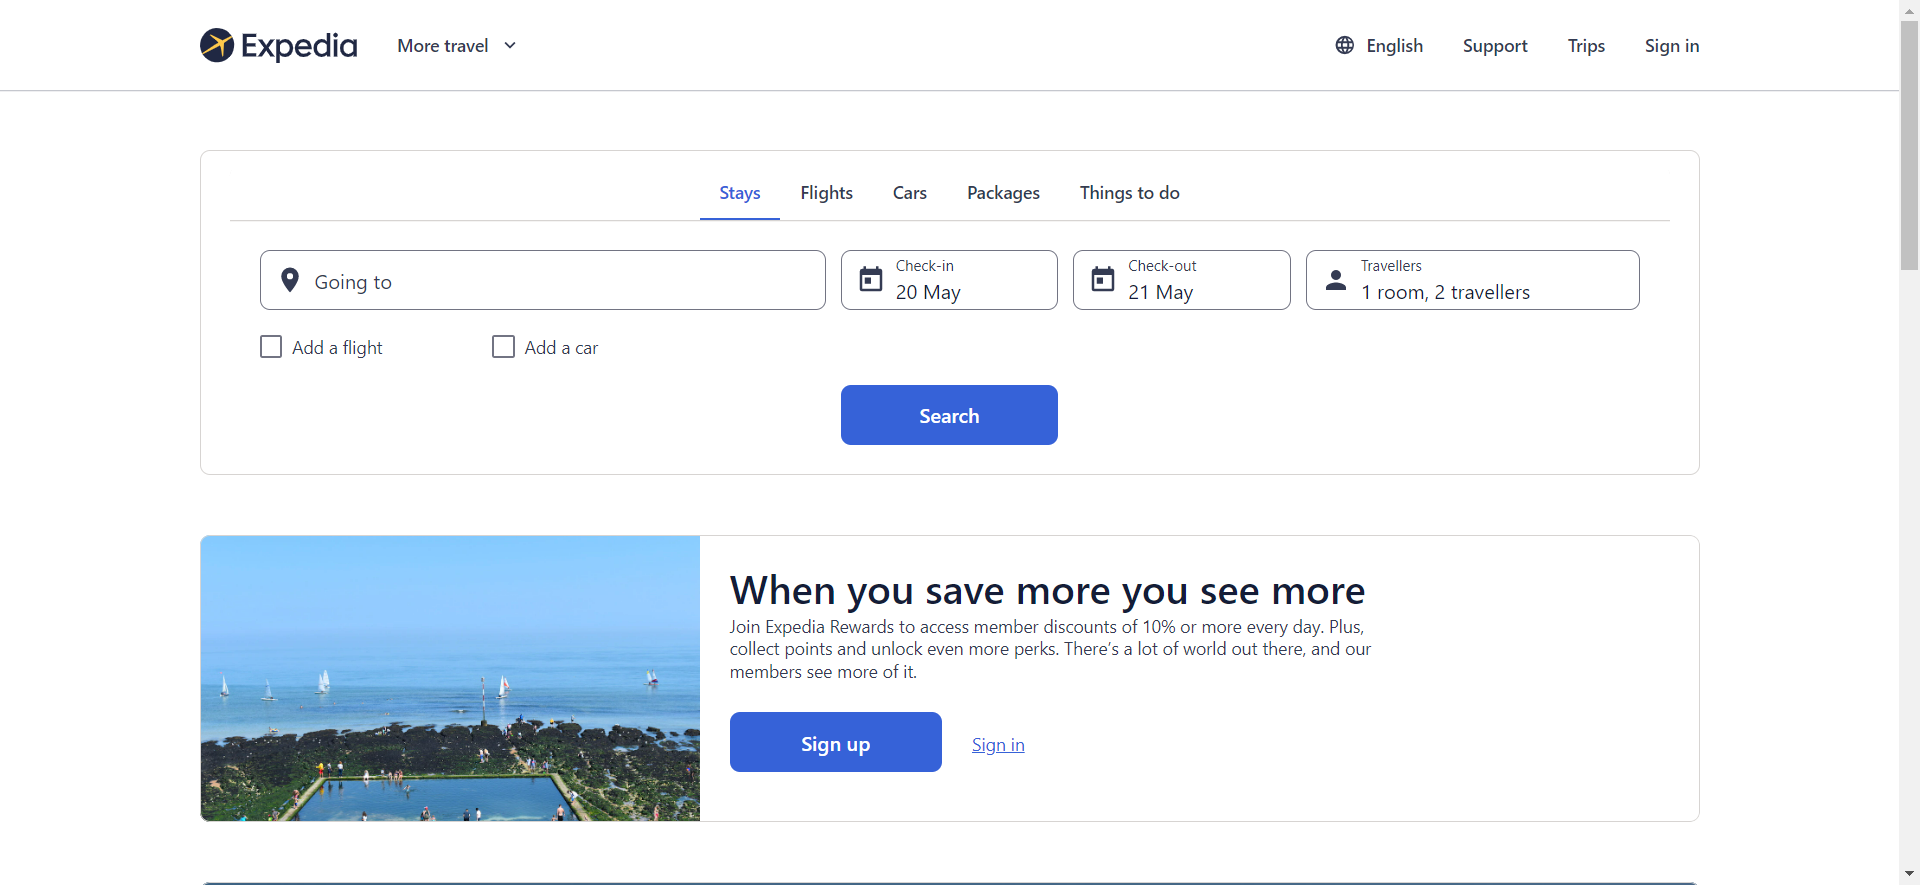 Expedia
More travel
English
Support
Trips
Sign in
Stays
Flights
Cars
Packages
Things to do
Going to
Check-in
20 May
Check-out
21 May
Travellers
1 room, 2 travellers
Add a flight
Add a car
Search
When you save more you see more
Join Expedia Rewards to access member discounts of 10% or more every day. Plus,
collect points and unlock even more perks. There’s a lot of world out there, and our
members see more of it.
Sign up
Sign in